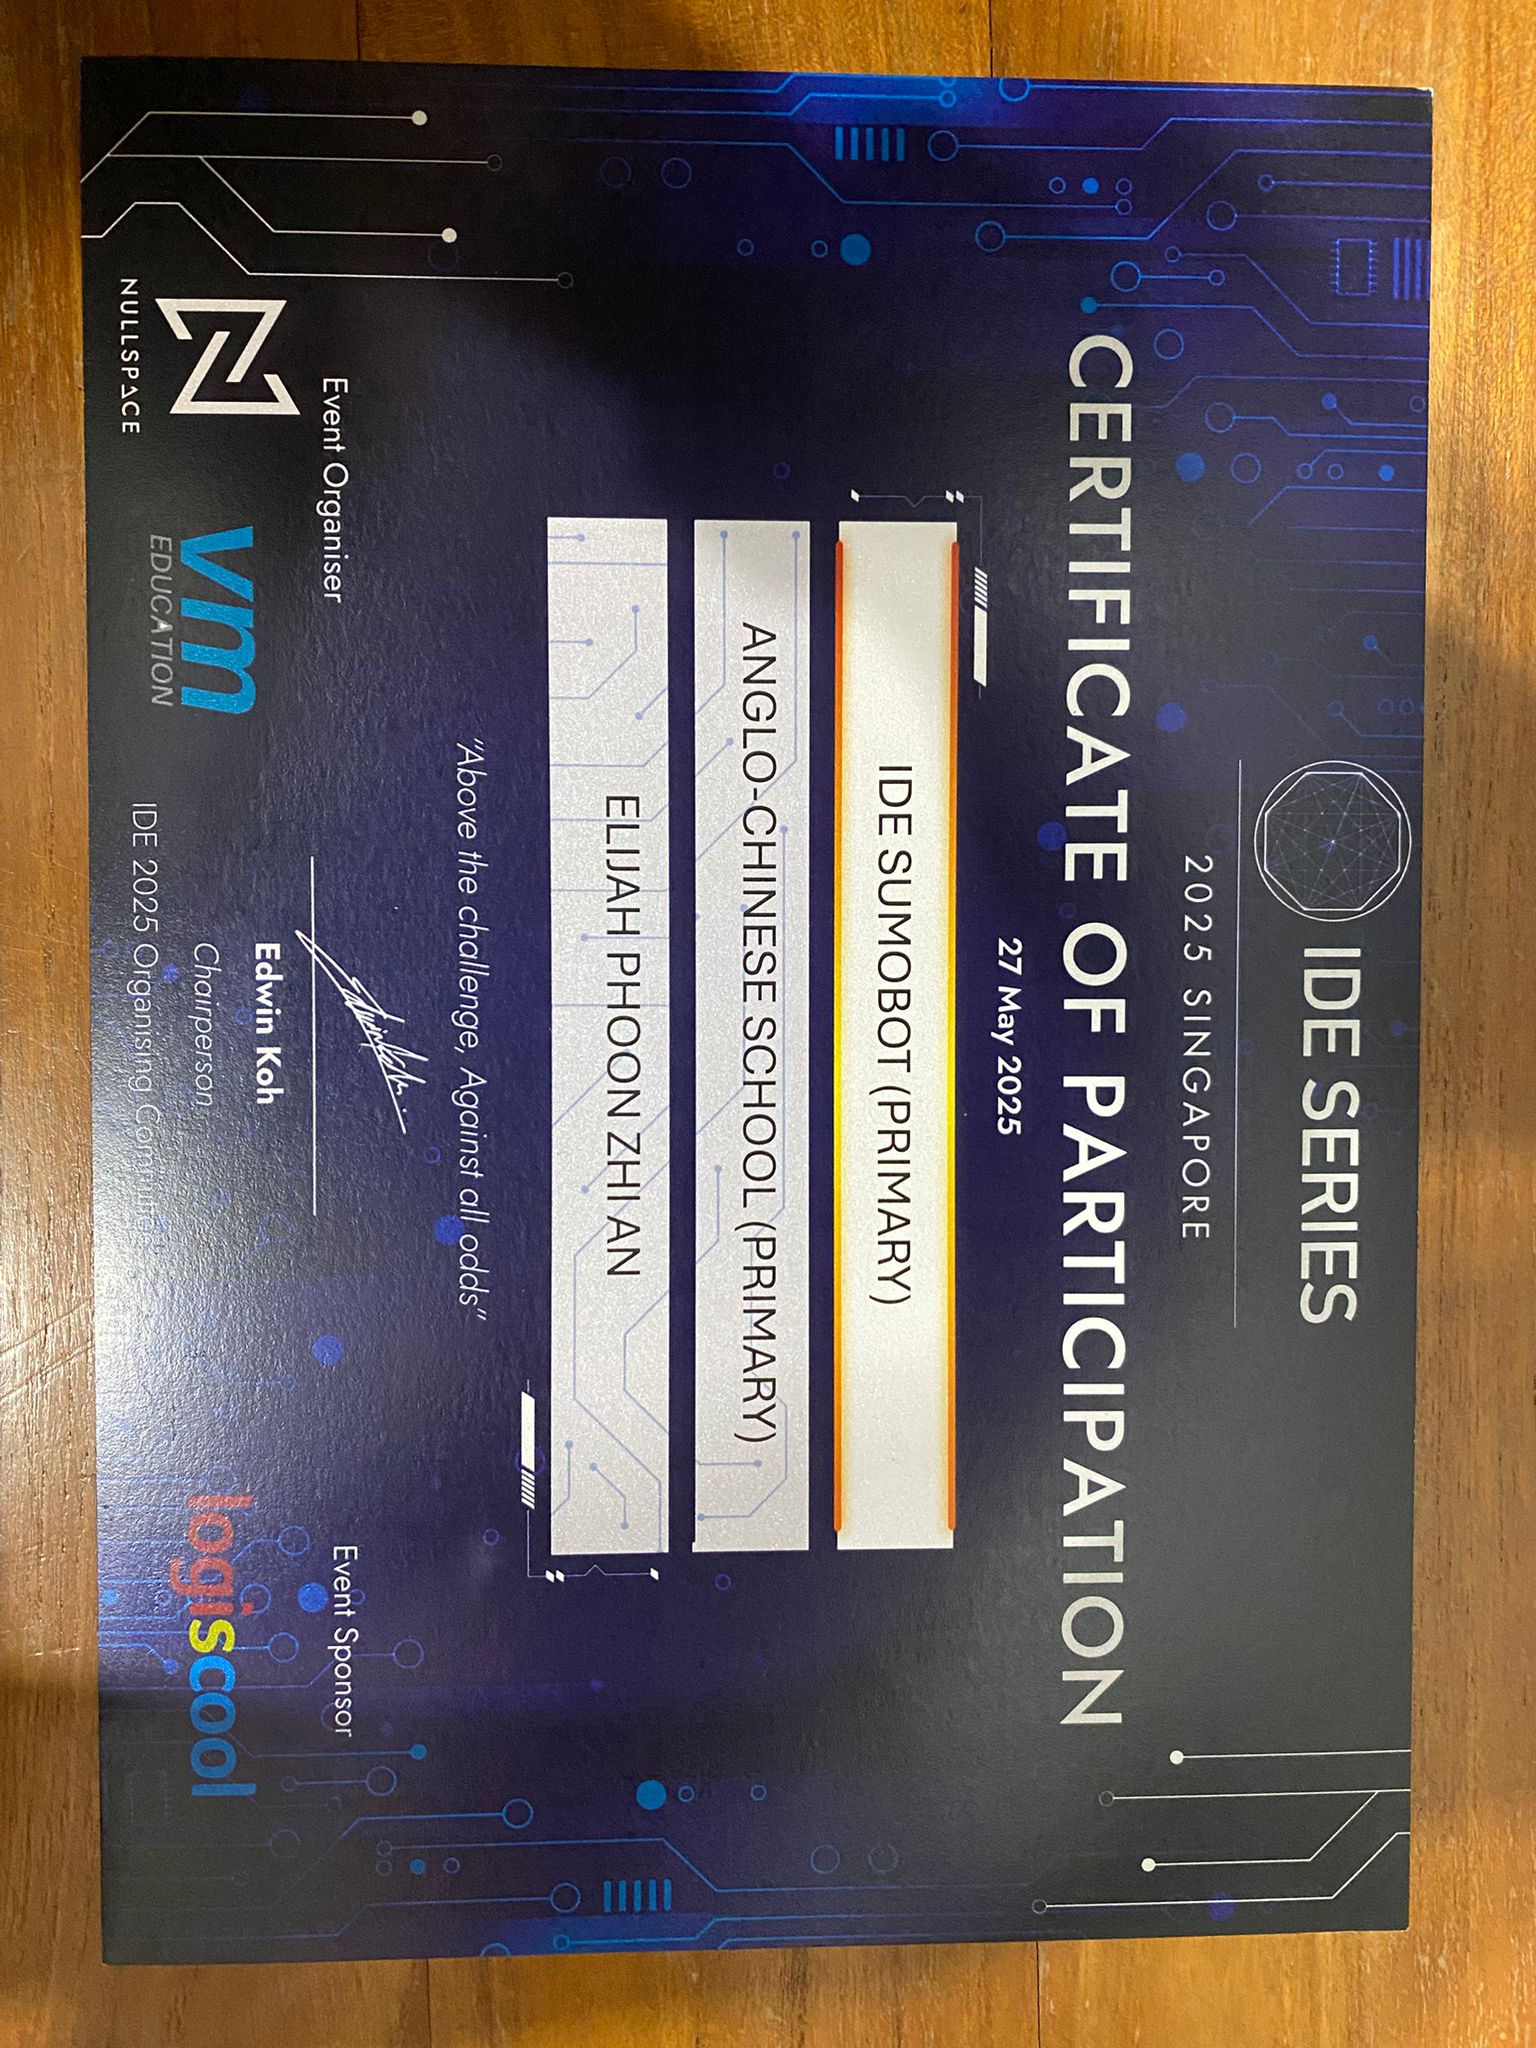 IDE SERIES
2025 SINGAPORE
CERTIFICATE OF PARTICIPATION
27 May 2025
IDE SUMOBOT (PRIMARY)
ANGLO-CHINESE SCHOOL (PRIMARY)
ELIJAH PHOON ZHI AN
"Above the challenge, Against all odds"
Event Organiser
NULLSPACE
vm
EDUCATION
Edwin Koh
Chairperson
IDE 2025 Organising Committee
Event Sponsor
logiscool